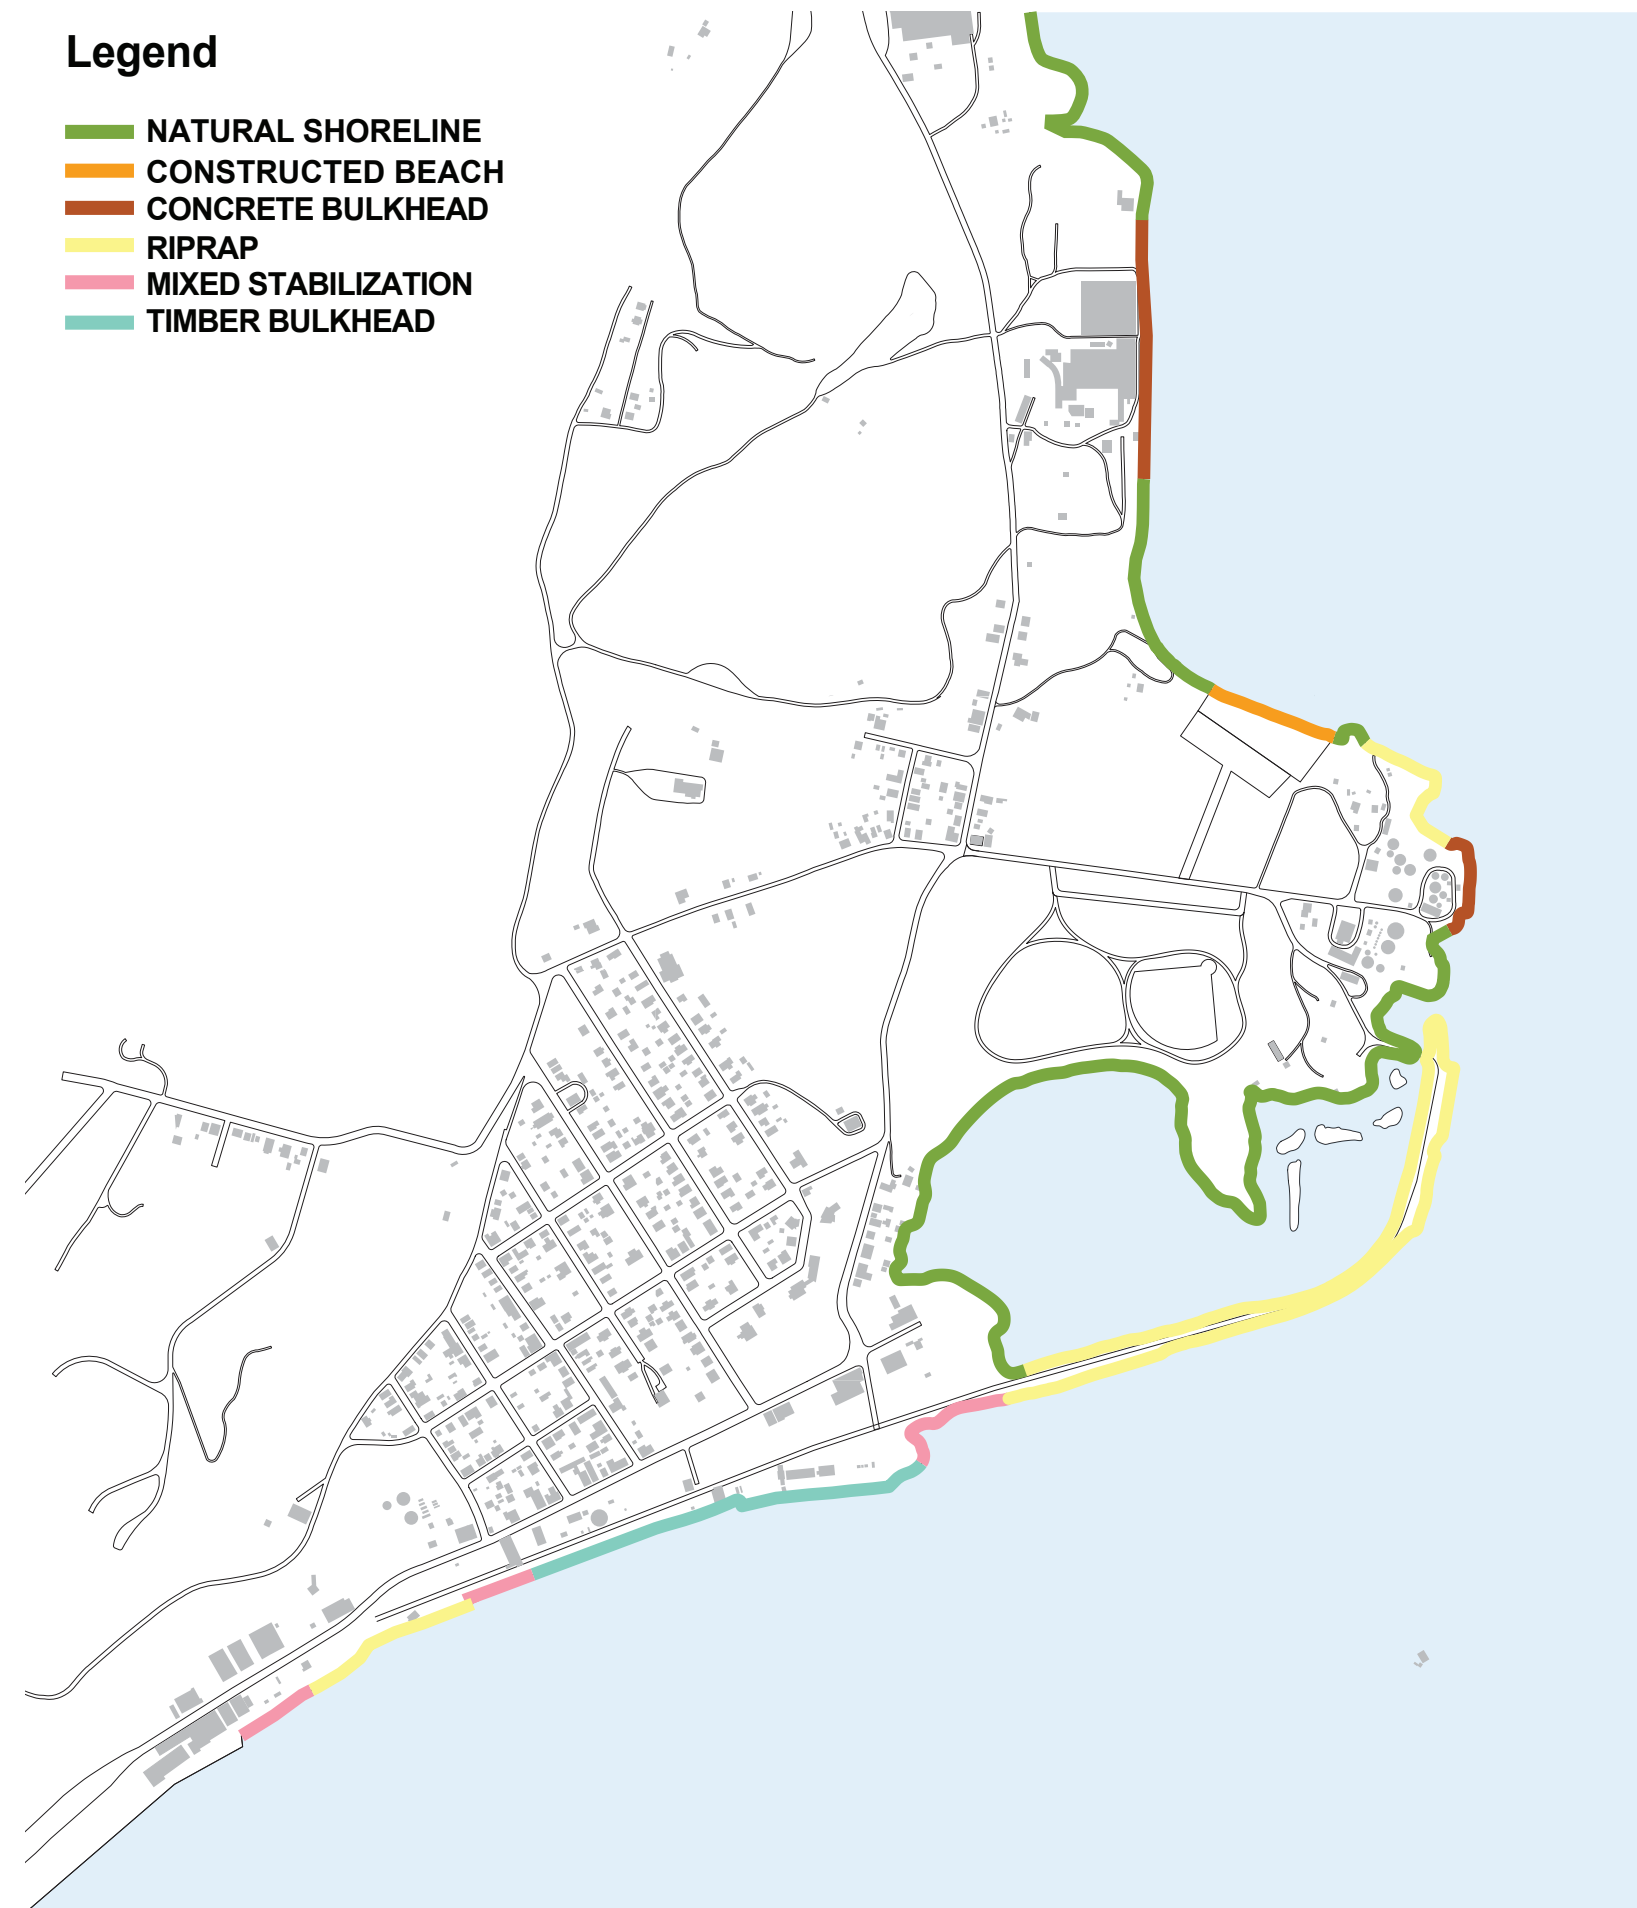 Legend
NATURAL SHORELINE
CONSTRUCTED BEACH
CONCRETE BULKHEAD
RIPRAP
MIXED STABILIZATION
TIMBER BULKHEAD